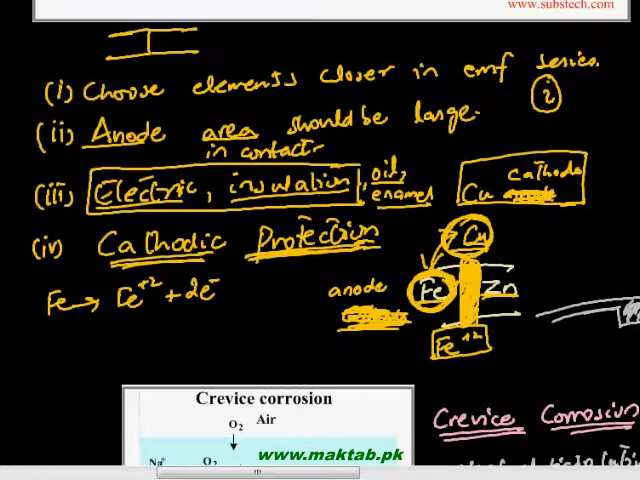 www.substech.com
(i) Choose elements closer in emf series.
(ii) Anode area should be large. i
in contact
(iii) Electric, insulation, oil, enamel
Cu cathode
(iv) Cathodic Protection
Cu
Fe → Fe+2 + 2e-
anode Fe Zn
Fe+2
Crevice corrosion
O2 Air
Crevice Corrosion
www.maktab.pk
Na+ O2